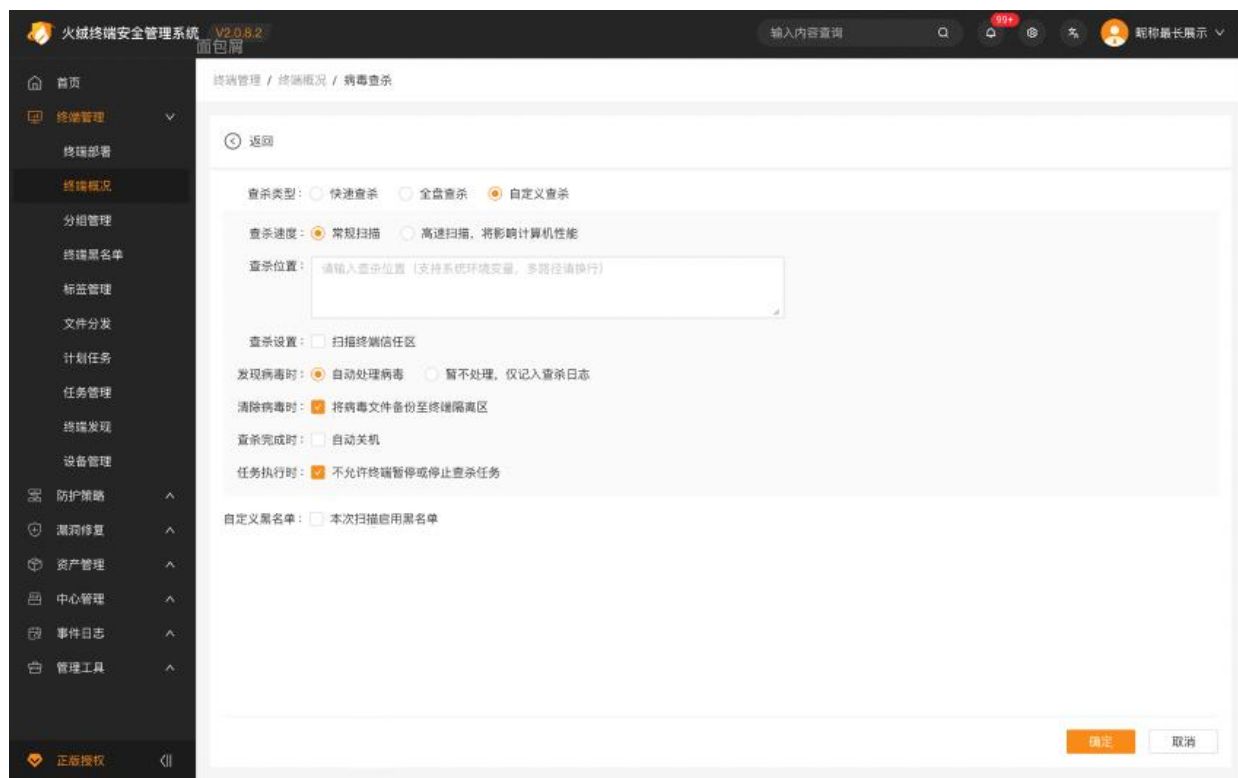 火绒终端安全管理系统 V2.0.8.2
面包屑
输入内容查询
99+
昵称最长展示
首页
终端管理
终端部署
终端概况
分组管理
终端黑名单
标签管理
文件分发
计划任务
任务管理
终端发现
设备管理
防护策略
漏洞修复
资产管理
中心管理
事件日志
管理工具
正版授权
终端管理 / 终端概况 / 病毒查杀
返回
查杀类型： 快速查杀 全盘查杀 自定义查杀
查杀速度： 常规扫描 高速扫描，将影响计算机性能
查杀位置： 请输入查杀位置（支持系统环境变量，多路径请换行）
查杀设置： 扫描终端信任区
发现病毒时： 自动处理病毒 暂不处理，仅记入查杀日志
清除病毒时： 将病毒文件备份至终端隔离区
查杀完成时： 自动关机
任务执行时： 不允许终端暂停或停止查杀任务
自定义黑名单： 本次扫描启用黑名单
确定 取消